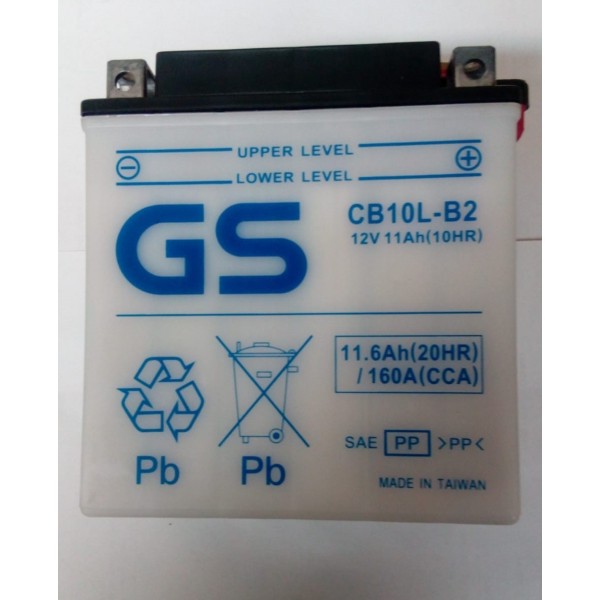 UPPER LEVEL
LOWER LEVEL
GS
CB10L-B2
12V 11Ah(10HR)
11.6Ah(20HR)
/160A(CCA)
Pb
Pb
SAE PP >PP<
MADE IN TAIWAN